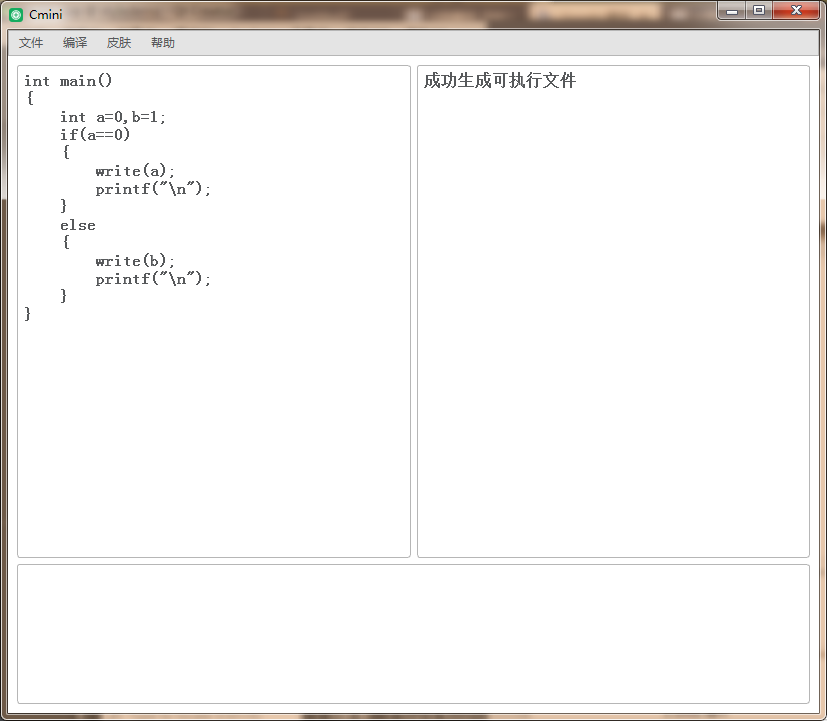 Cmini
文件 编译 皮肤 帮助
int main()
{
    int a=0,b=1;
    if(a==0)
    {
        write(a);
        printf("\n");
    }
    else
    {
        write(b);
        printf("\n");
    }
}
成功生成可执行文件